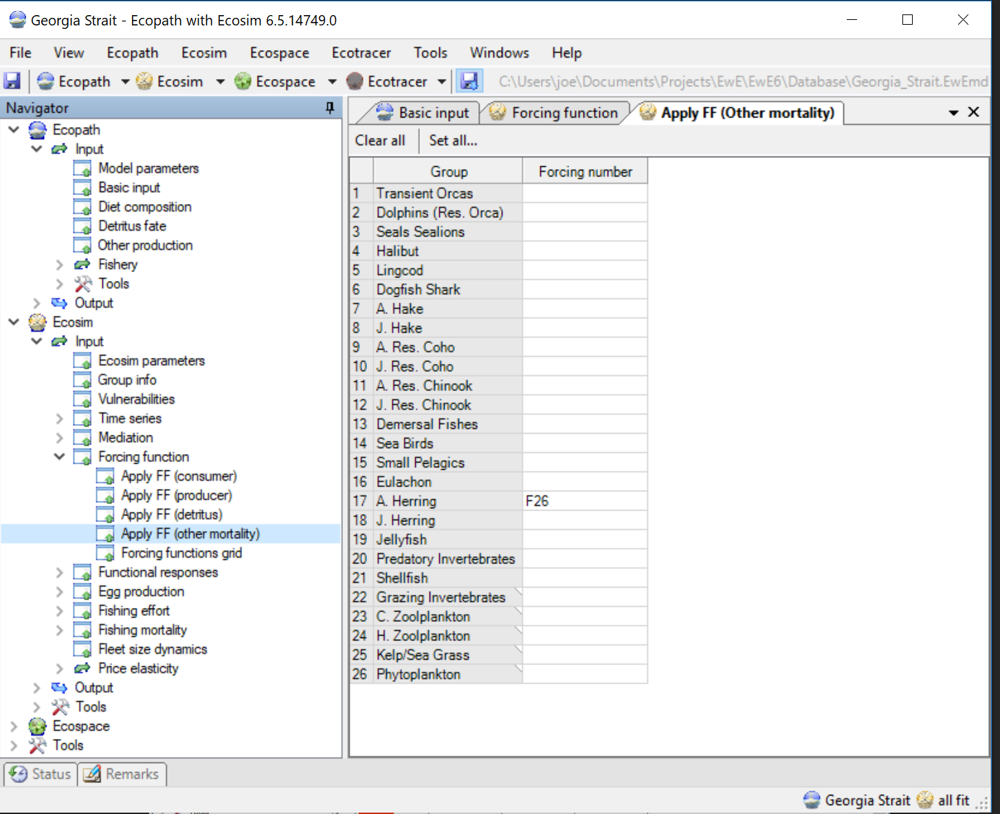 Georgia Strait - Ecopath with Ecosim 6.5.14749.0
File View Ecopath Ecosim Ecospace Ecotracer Tools Windows Help
Ecopath Ecosim Ecospace Ecotracer C:\Users\joe\Documents\Projects\EwE\EwE6\Database\Georgia_Strait.EwEmd
Navigator
Ecopath
Input
Model parameters
Basic input
Diet composition
Detritus fate
Other production
Fishery
Tools
Output
Ecosim
Input
Ecosim parameters
Group info
Vulnerabilities
Time series
Mediation
Forcing function
Apply FF (consumer)
Apply FF (producer)
Apply FF (detritus)
Apply FF (other mortality)
Forcing functions grid
Functional responses
Egg production
Fishing effort
Fishing mortality
Fleet size dynamics
Price elasticity
Output
Tools
Ecospace
Tools
Basic input Forcing function Apply FF (Other mortality)
Clear all Set all...
Group Forcing number
1 Transient Orcas
2 Dolphins (Res. Orca)
3 Seals Sealions
4 Halibut
5 Lingcod
6 Dogfish Shark
7 A. Hake
8 J. Hake
9 A. Res. Coho
10 J. Res. Coho
11 A. Res. Chinook
12 J. Res. Chinook
13 Demersal Fishes
14 Sea Birds
15 Small Pelagics
16 Eulachon
17 A. Herring F26
18 J. Herring
19 Jellyfish
20 Predatory Invertebrates
21 Shellfish
22 Grazing Invertebrates
23 C. Zoolplankton
24 H. Zoolplankton
25 Kelp/Sea Grass
26 Phytoplankton
Status Remarks
Georgia Strait all fit